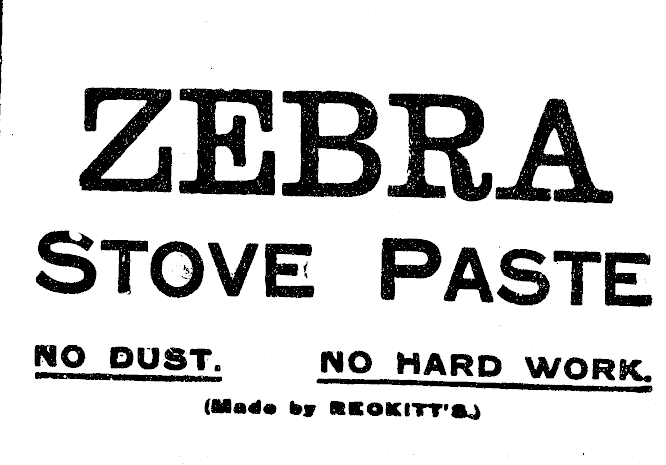 ZEBRA
STOVE PASTE
NO DUST. NO HARD WORK.
(Made by RECKITT'S.)